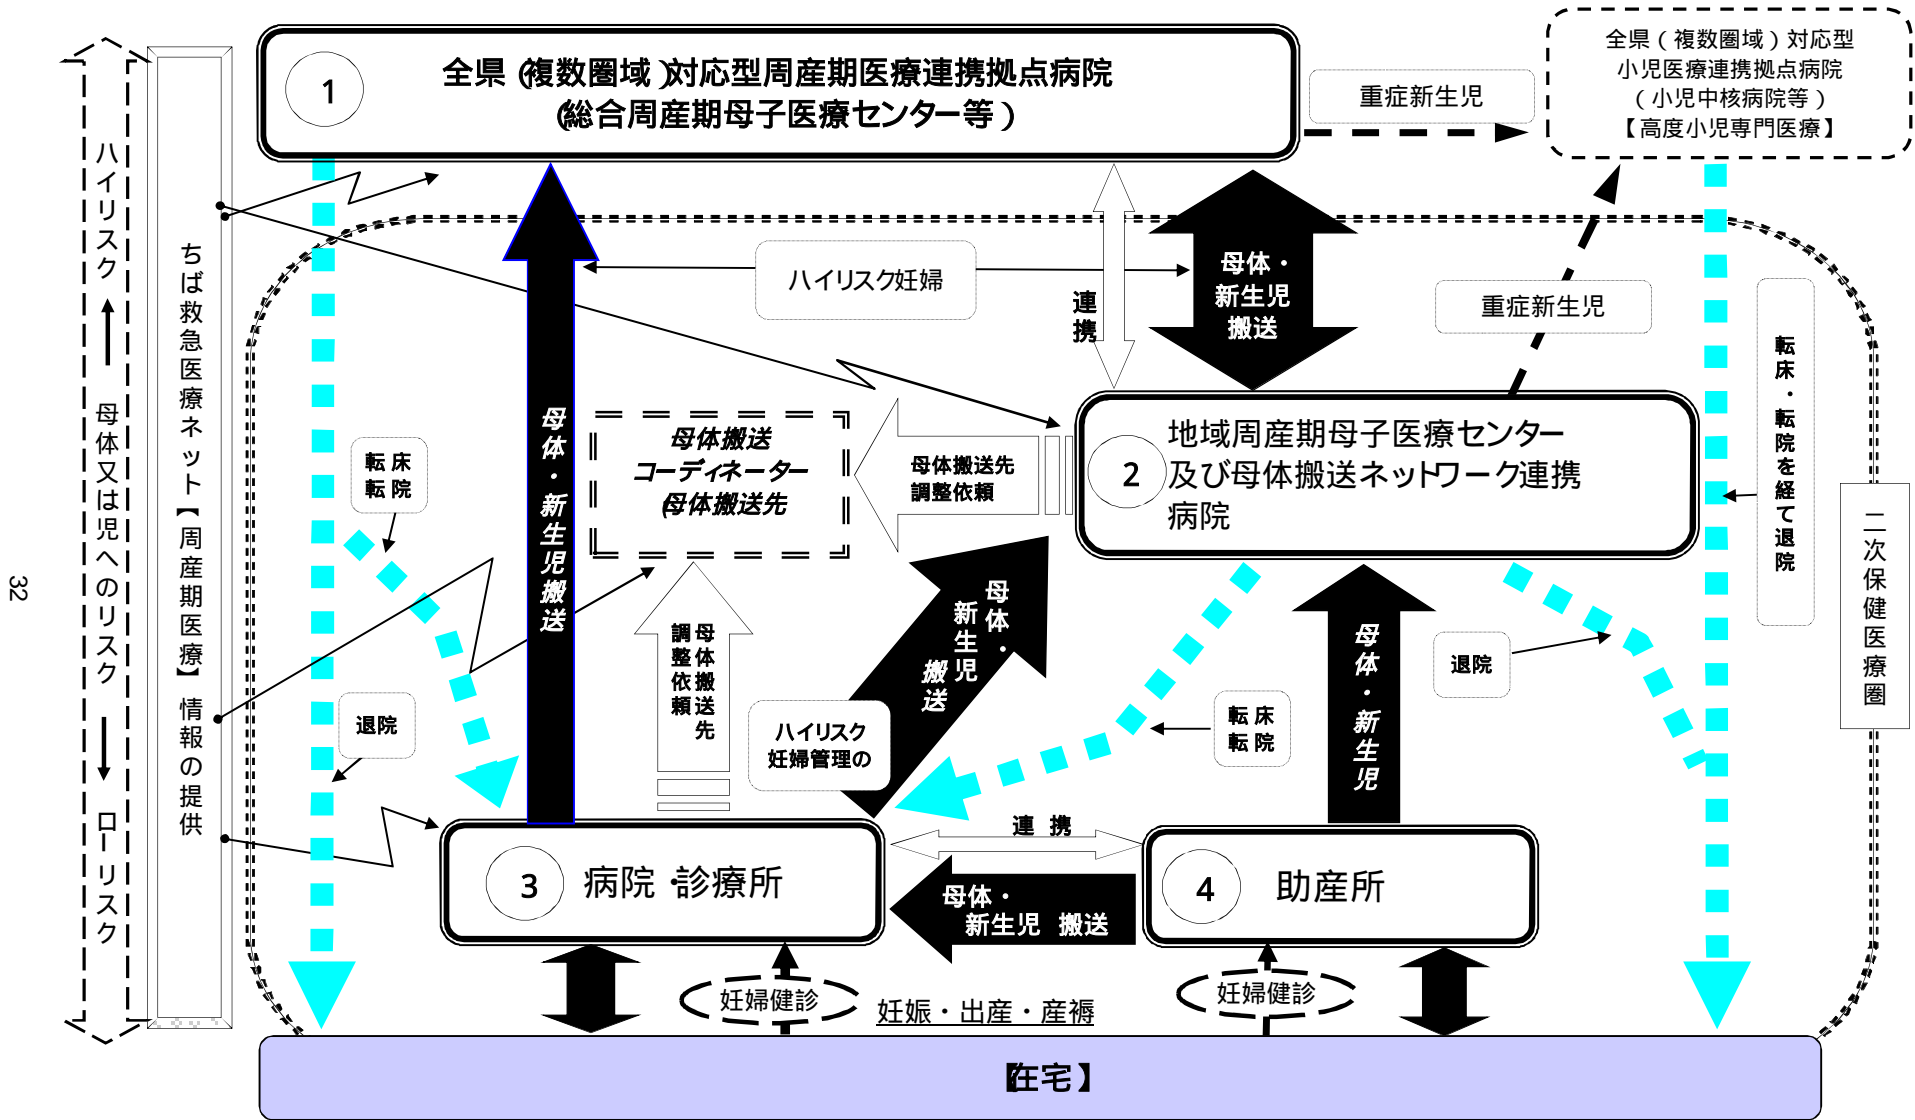 1
全県（複数圏域）対応型周産期医療連携拠点病院
（総合周産期母子医療センター等）
全県（複数圏域）対応型
小児医療連携拠点病院
（小児中核病院等）
【高度小児専門医療】
重症新生児
ハイリスク
母体又は児へのリスク
ローリスク
ちば救急医療ネット【周産期医療】情報の提供
32
ハイリスク妊婦
連携
母体・
新生児
搬送
重症新生児
転床・転院を経て退院
二次保健医療圏
母体・新生児搬送
転床
転院
母体搬送
コーディネーター
（母体搬送先
母体搬送先
調整依頼
2
地域周産期母子医療センター
及び母体搬送ネットワーク連携
病院
母体搬送先
調整依頼
母体・
新生児
搬送
ハイリスク
妊婦管理の
退院
転床
転院
母体・新生児
退院
連 携
3
病院・診療所
母体・
新生児 搬送
4
助産所
妊婦健診
妊娠・出産・産褥
妊婦健診
【在宅】